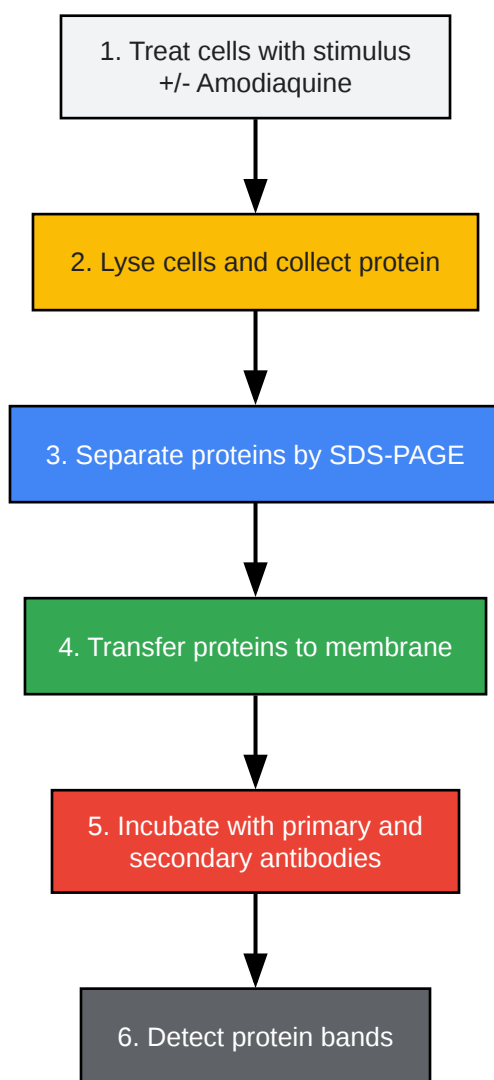 1. Treat cells with stimulus
+/- Amodiaquine
2. Lyse cells and collect protein
3. Separate proteins by SDS-PAGE
4. Transfer proteins to membrane
5. Incubate with primary and
secondary antibodies
6. Detect protein bands